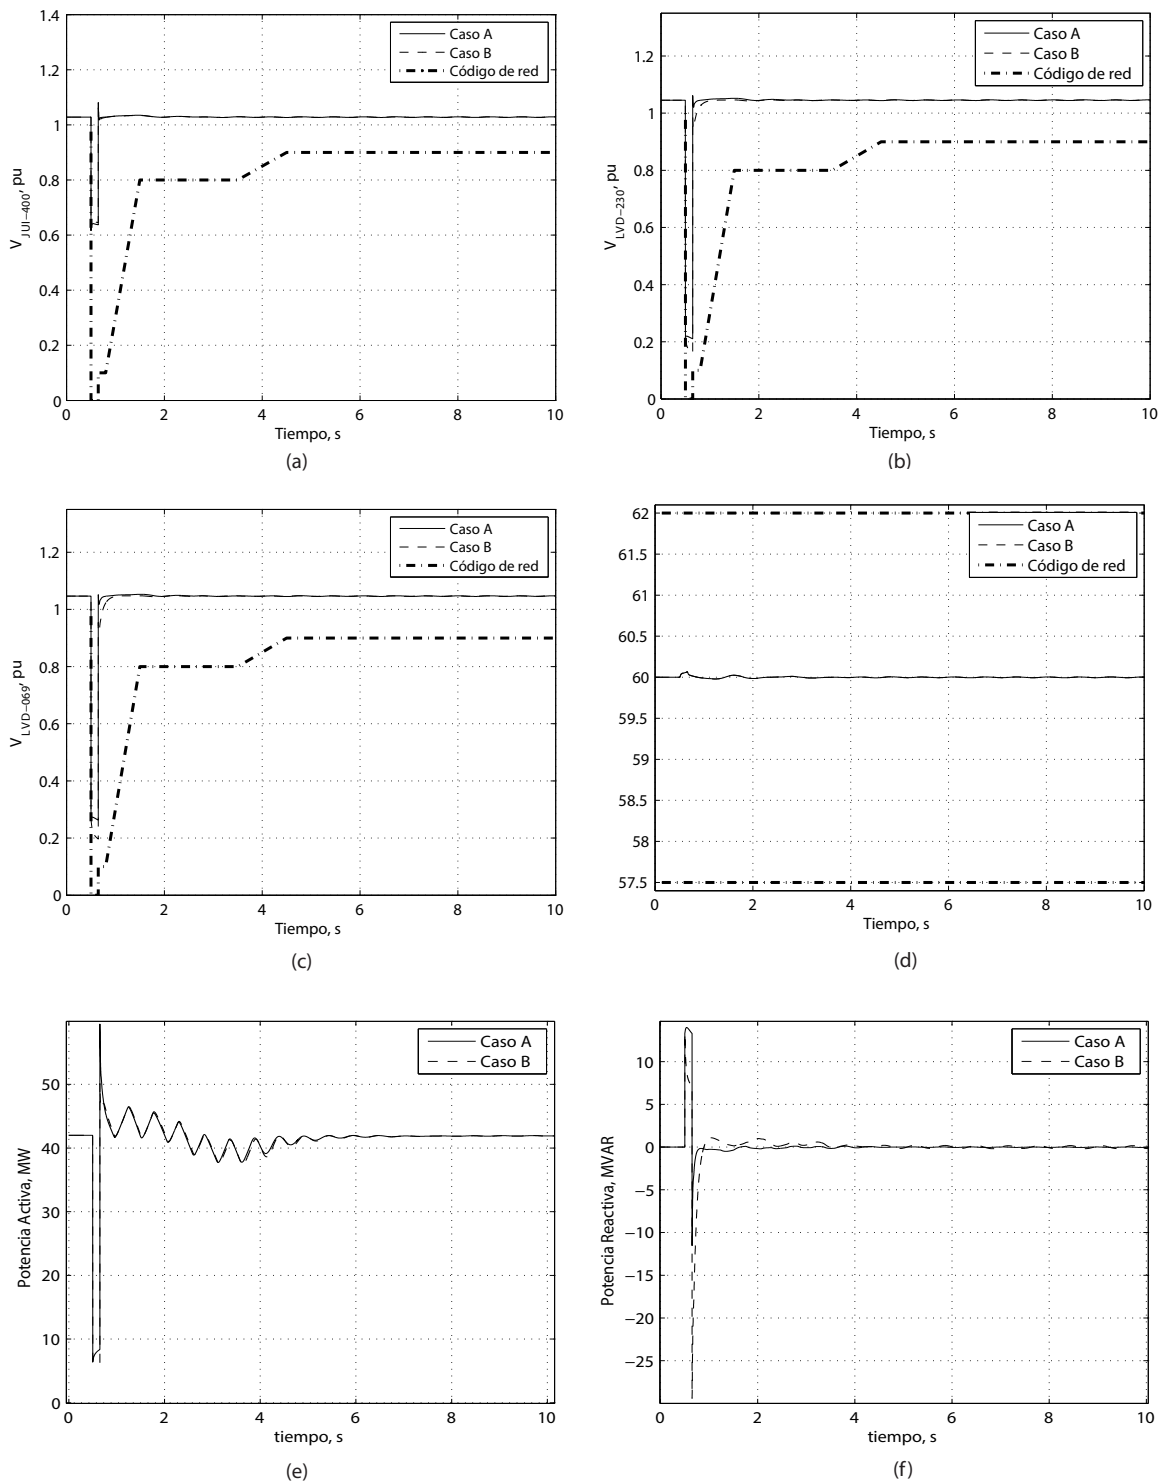 1.4
1.2
1
0.8
0.6
0.4
0.2
0
V JUI−400, pu
Caso A
Caso B
Código de red
0 2 4 6 8 10
Tiempo, s
(a)
1.2
1
0.8
0.6
0.4
0.2
0
V LVD−230, pu
Caso A
Caso B
Código de red
0 2 4 6 8 10
Tiempo, s
(b)
1.2
1
0.8
0.6
0.4
0.2
0
V LVD−069, pu
Caso A
Caso B
Código de red
0 2 4 6 8 10
Tiempo, s
(c)
62
61.5
61
60.5
60
59.5
59
58.5
58
57.5
Caso A
Caso B
Código de red
0 2 4 6 8 10
Tiempo, s
(d)
50
40
30
20
10
0
Potencia Activa, MW
Caso A
Caso B
0 2 4 6 8 10
tiempo, s
(e)
10
5
0
−5
−10
−15
−20
−25
Potencia Reactiva, MVAR
Caso A
Caso B
0 2 4 6 8 10
tiempo, s
(f)